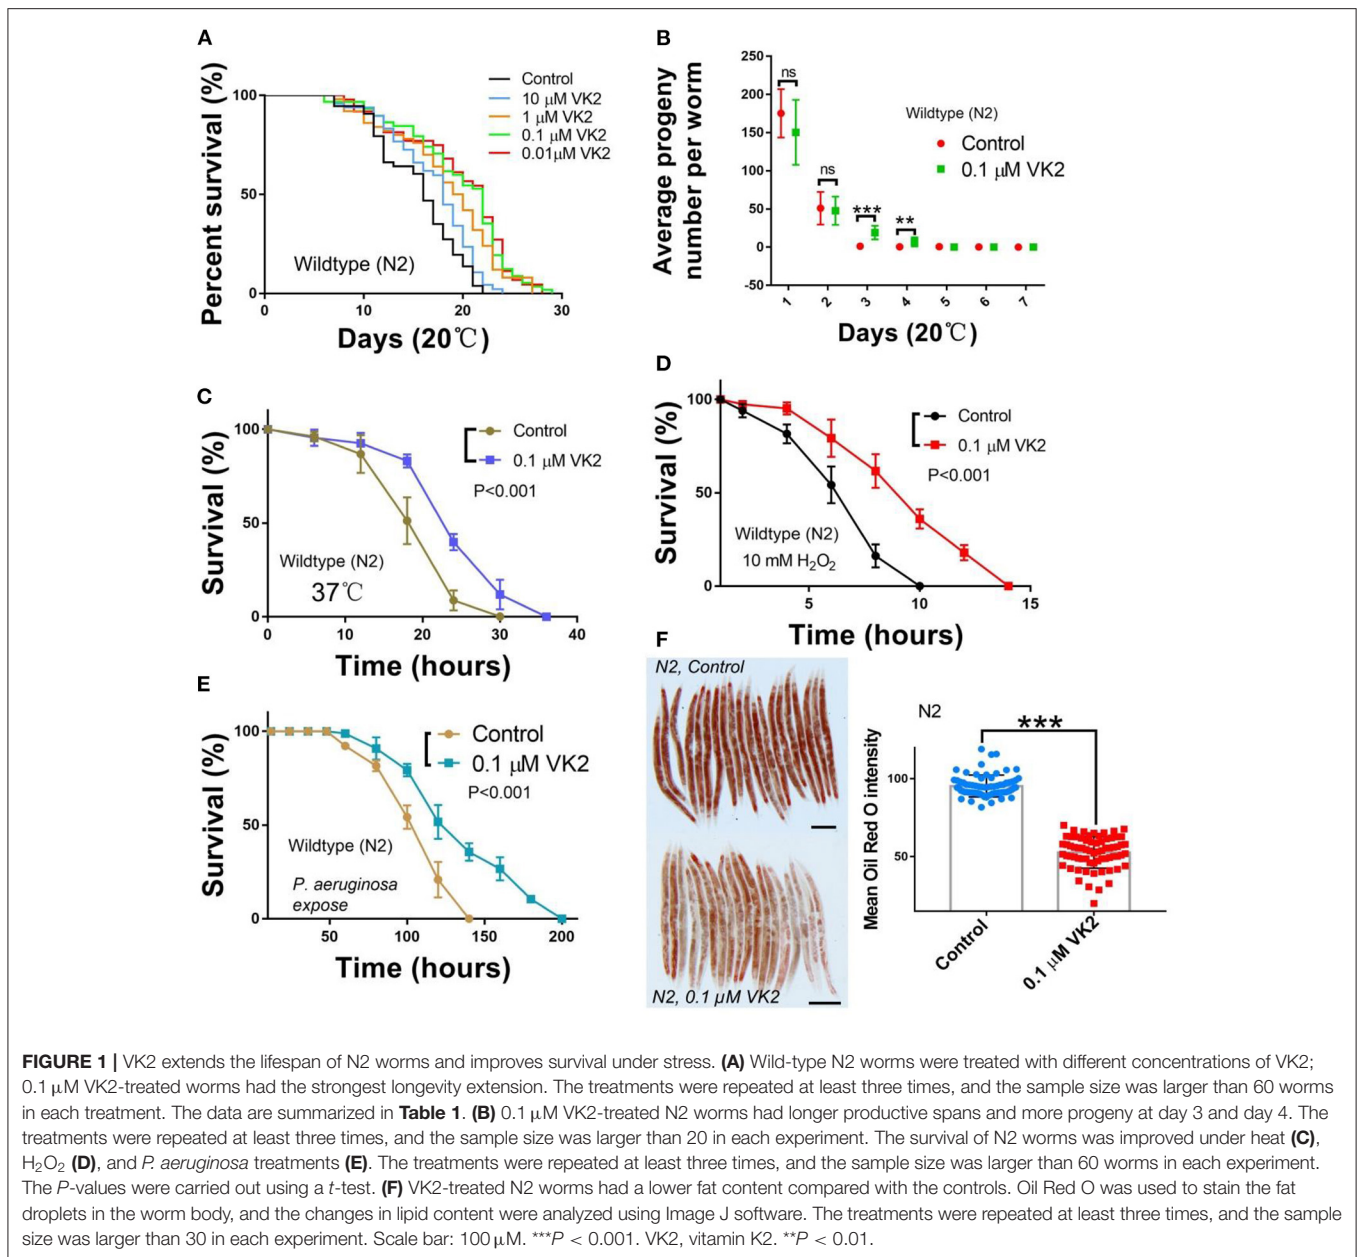 A
Percent survival (%)
100
50
0
0
10
20
30
Control
10 μM VK2
1 μM VK2
0.1 μM VK2
0.01μM VK2
Wildtype (N2)
Days (20℃)
B
Average progeny
number per worm
250
200
150
100
50
0
-50
ns
ns
***
**
Wildtype (N2)
Control
0.1 μM VK2
1
2
3
4
5
6
7
Days (20℃)
C
Survival (%)
100
50
0
0
10
20
30
40
Control
0.1 μM VK2
P<0.001
Wildtype (N2)
37℃
Time (hours)
D
Survival (%)
100
50
0
5
10
15
Control
0.1 μM VK2
P<0.001
Wildtype (N2)
10 mM H₂O₂
Time (hours)
E
Survival (%)
100
50
0
50
100
150
200
Control
0.1 μM VK2
P<0.001
Wildtype (N2)
P. aeruginosa
expose
Time (hours)
F
N2, Control
N2, 0.1 μM VK2
N2
***
Mean Oil Red O intensity
100
50
Control
0.1 μM VK2
FIGURE 1 | VK2 extends the lifespan of N2 worms and improves survival under stress. (A) Wild-type N2 worms were treated with different concentrations of VK2;
0.1 μM VK2-treated worms had the strongest longevity extension. The treatments were repeated at least three times, and the sample size was larger than 60 worms
in each treatment. The data are summarized in Table 1. (B) 0.1 μM VK2-treated N2 worms had longer productive spans and more progeny at day 3 and day 4. The
treatments were repeated at least three times, and the sample size was larger than 20 in each experiment. The survival of N2 worms was improved under heat (C),
H₂O₂ (D), and P. aeruginosa treatments (E). The treatments were repeated at least three times, and the sample size was larger than 60 worms in each experiment.
The P-values were carried out using a t-test. (F) VK2-treated N2 worms had a lower fat content compared with the controls. Oil Red O was used to stain the fat
droplets in the worm body, and the changes in lipid content were analyzed using Image J software. The treatments were repeated at least three times, and the sample
size was larger than 30 in each experiment. Scale bar: 100 μM. ***P < 0.001. VK2, vitamin K2. **P < 0.01.